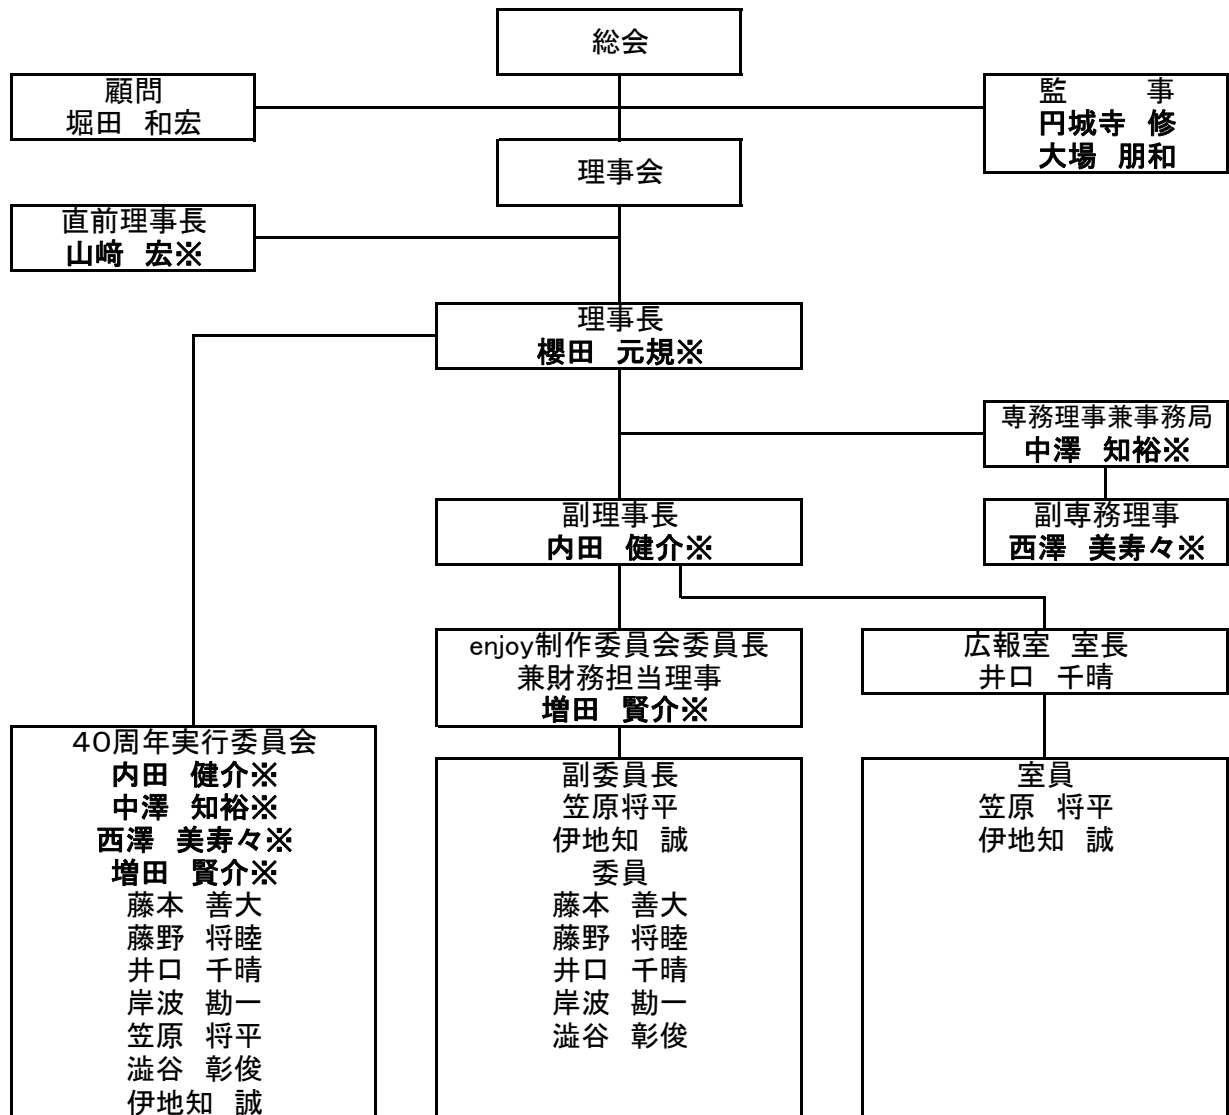 総会
顧問
堀田　和宏
監　　　事
円城寺　修
大場　朋和
理事会
直前理事長
山﨑　宏※
理事長
櫻田　元規※
専務理事兼事務局
中澤　知裕※
副理事長
内田　健介※
副専務理事
西澤　美寿々※
enjoy制作委員会委員長
兼財務担当理事
増田　賢介※
広報室　室長
井口　千晴
40周年実行委員会
内田　健介※
中澤　知裕※
西澤　美寿々※
増田　賢介※
藤本　善大
藤野　将睦
井口　千晴
岸波　勘一
笠原　将平
澁谷　彰俊
伊地知　誠
副委員長
笠原将平
伊地知　誠
委員
藤本　善大
藤野　将睦
井口　千晴
岸波　勘一
澁谷　彰俊
室員
笠原　将平
伊地知　誠